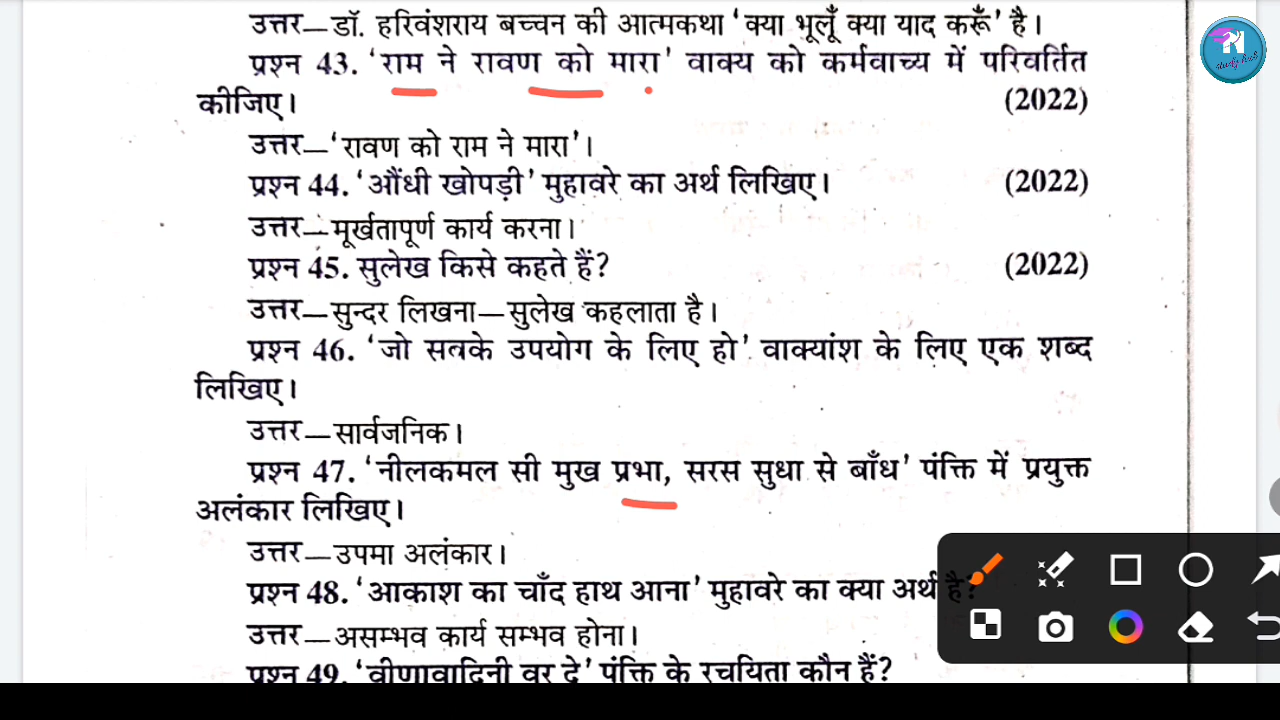 उत्तर—डॉ. हरिवंशराय बच्चन की आत्मकथा 'क्या भूलूँ क्या याद करूँ' है।
प्रश्न 43. 'राम ने रावण को मारा' वाक्य को कर्मवाच्य में परिवर्तित
कीजिए। (2022)
उत्तर—'रावण को राम ने मारा'।
प्रश्न 44. 'औंधी खोपड़ी' मुहावरे का अर्थ लिखिए। (2022)
उत्तर—मूर्खतापूर्ण कार्य करना।
प्रश्न 45. सुलेख किसे कहते हैं? (2022)
उत्तर—सुन्दर लिखना—सुलेख कहलाता है।
प्रश्न 46. 'जो सबके उपयोग के लिए हो' वाक्यांश के लिए एक शब्द
लिखिए।
उत्तर—सार्वजनिक।
प्रश्न 47. 'नीलकमल सी मुख प्रभा, सरस सुधा से बाँध' पंक्ति में प्रयुक्त
अलंकार लिखिए।
उत्तर—उपमा अलंकार।
प्रश्न 48. 'आकाश का चाँद हाथ आना' मुहावरे का क्या अर्थ है?
उत्तर—असम्भव कार्य सम्भव होना।
प्रश्न 49. 'वीणावादिनी वर दे' पंक्ति के रचयिता कौन हैं?
N
study hub